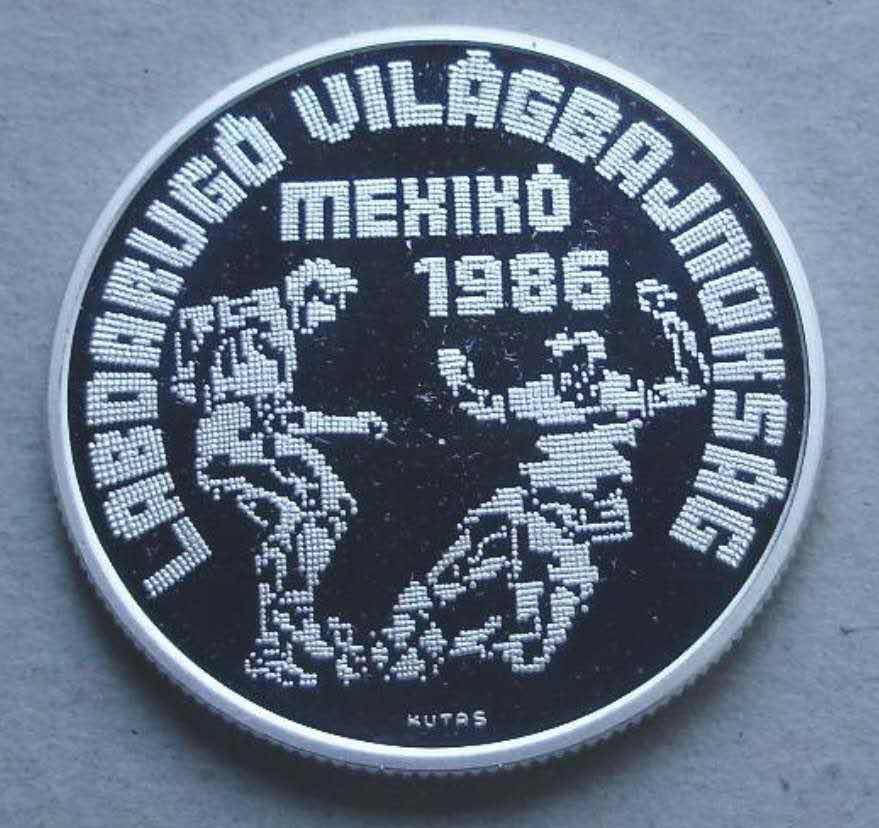 LABDARUGÓ VILÁGBAJNOKSÁG
MEXIKÓ
1986
KUTAS